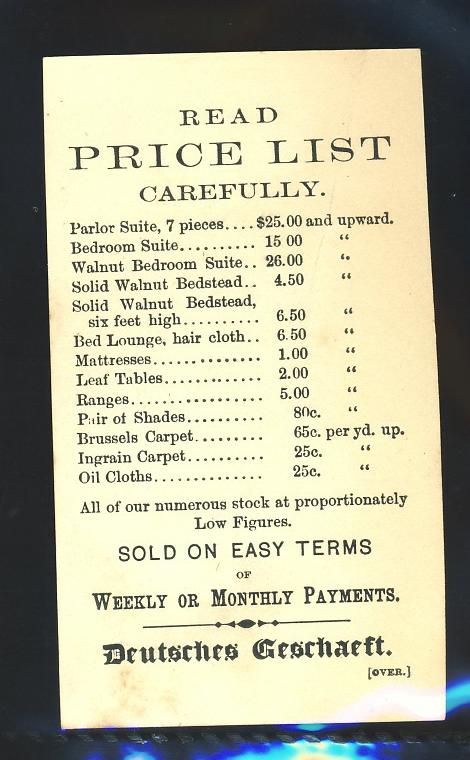 READ
PRICE LIST
CAREFULLY.
Parlor Suite, 7 pieces....$25.00 and upward.
Bedroom Suite.......... 15 00 "
Walnut Bedroom Suite.. 26.00 "
Solid Walnut Bedstead.. 4.50 "
Solid Walnut Bedstead,
six feet high.......... 6.50 "
Bed Lounge, hair cloth.. 6.50 "
Mattresses.............. 1.00 "
Leaf Tables............. 2.00 "
Ranges................. 5.00 "
Pair of Shades.......... 80c. "
Brussels Carpet......... 65c. per yd. up.
Ingrain Carpet.......... 25c. "
Oil Cloths.............. 25c. "
All of our numerous stock at proportionately
Low Figures.
SOLD ON EASY TERMS
OF
WEEKLY OR MONTHLY PAYMENTS.
Deutsches Geschaeft.
[OVER.]